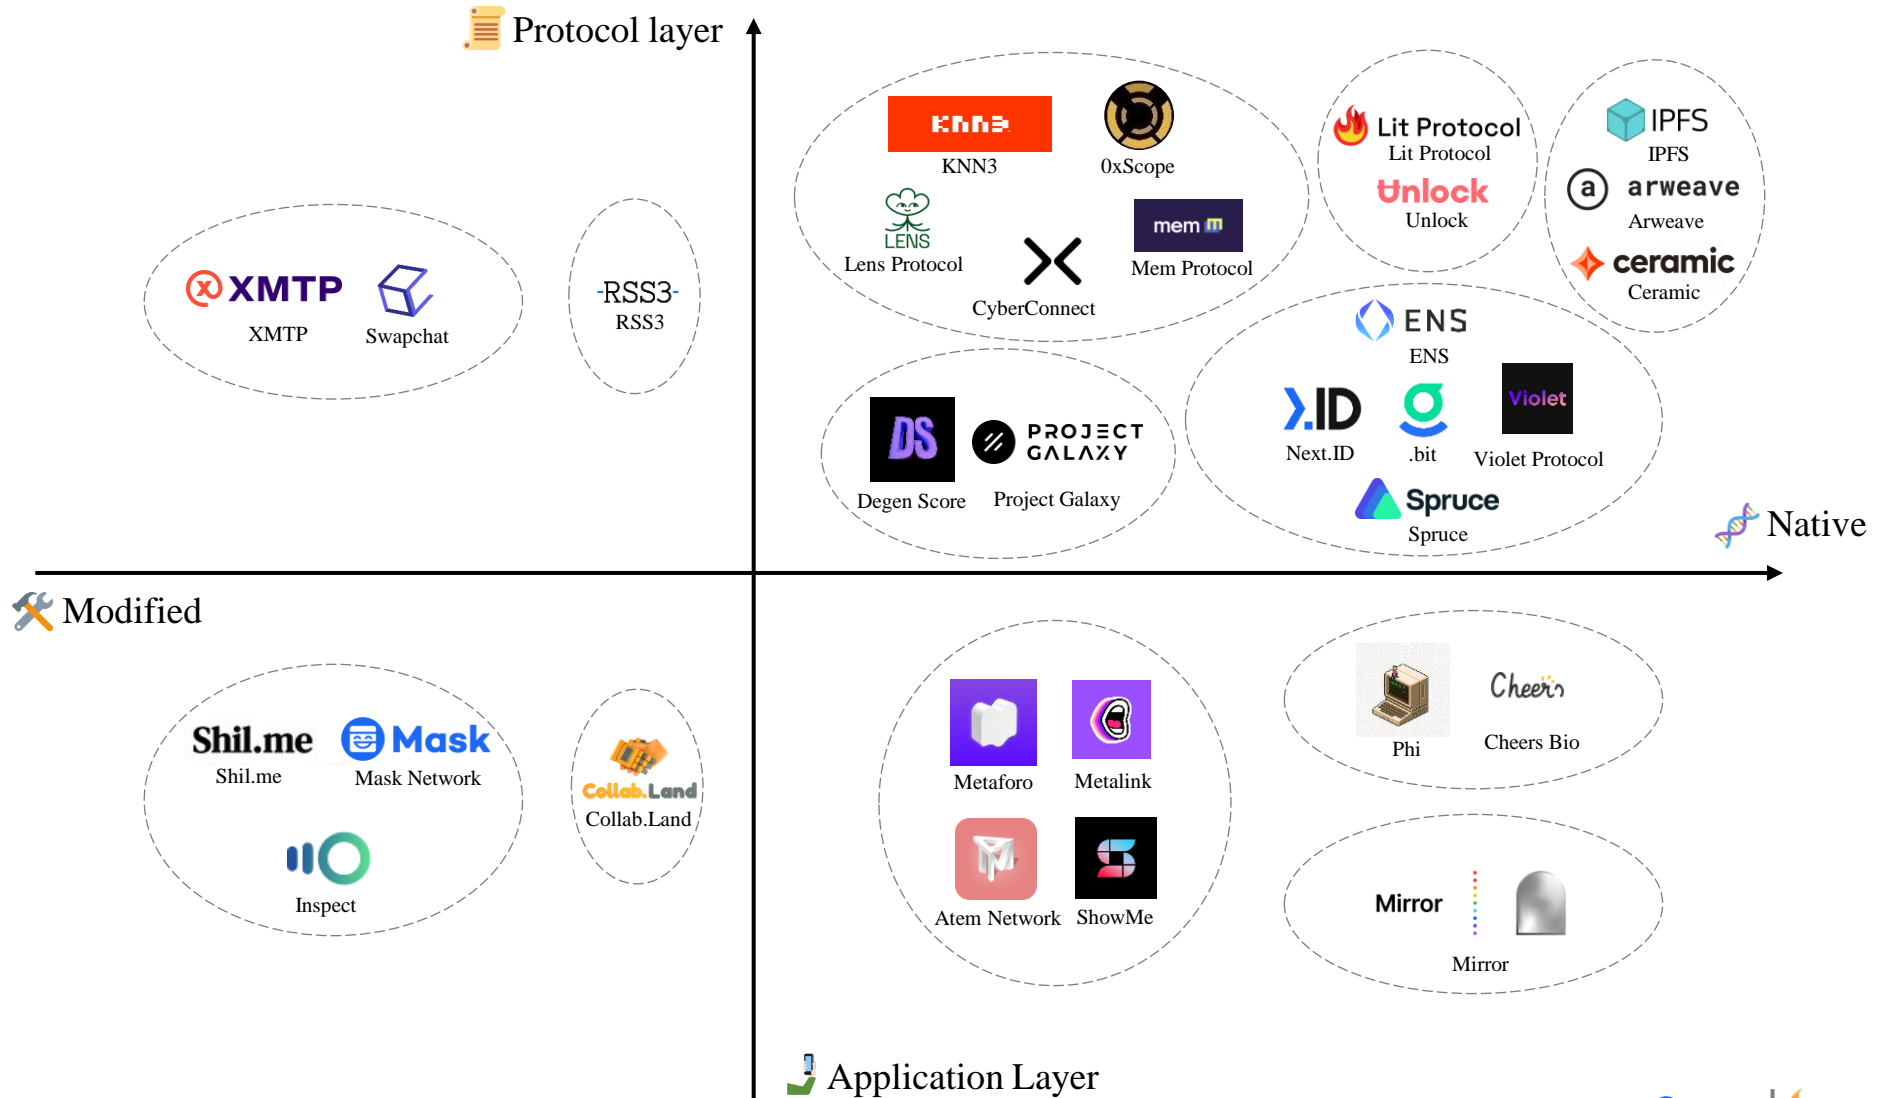 Protocol layer
KNN3
KNN3
0xScope
LENS
Lens Protocol
CyberConnect
mem m
Mem Protocol
Lit Protocol
Lit Protocol
Unlock
Unlock
IPFS
IPFS
a arweave
Arweave
ceramic
Ceramic
XMTP
XMTP
Swapchat
-RSS3-
RSS3
DS
Degen Score
PROJECT
GALAXY
Project Galaxy
ENS
ENS
.ID
Next.ID
.bit
Violet
Violet Protocol
Spruce
Spruce
Native
Modified
Shil.me
Shil.me
Mask
Mask Network
Inspect
Collab.Land
Collab.Land
Metaforo
Metalink
Atem Network
ShowMe
Phi
Cheers
Cheers Bio
Mirror
Mirror
Application Layer